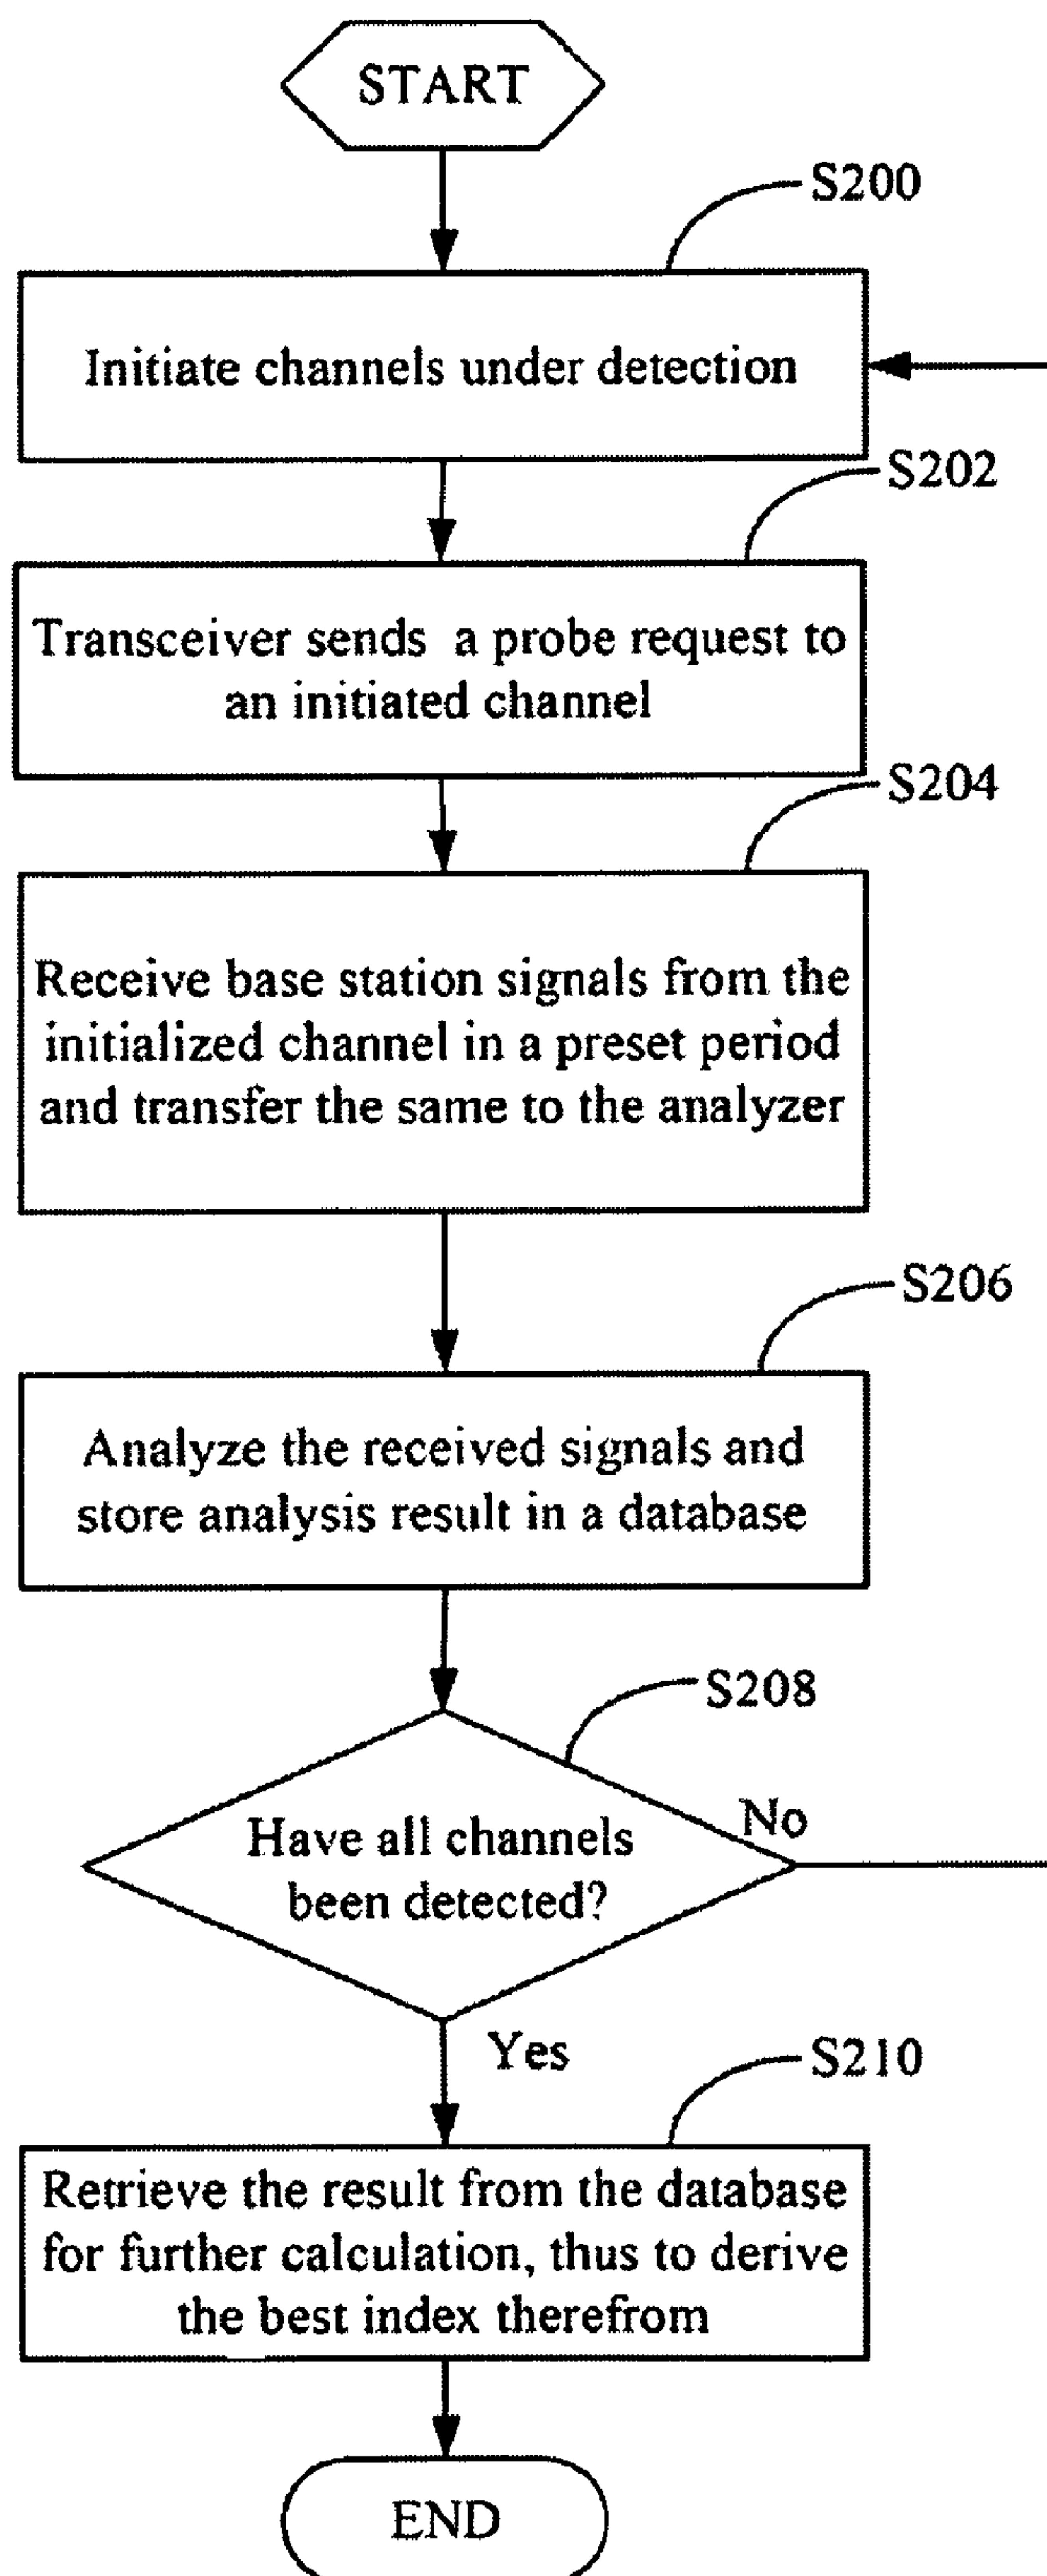 START
S200
Initiate channels under detection
S202
Transceiver sends a probe request to
an initiated channel
S204
Receive base station signals from the
initialized channel in a preset period
and transfer the same to the analyzer
S206
Analyze the received signals and
store analysis result in a database
S208
Have all channels
been detected?
No
Yes
S210
Retrieve the result from the database
for further calculation, thus to derive
the best index therefrom
END